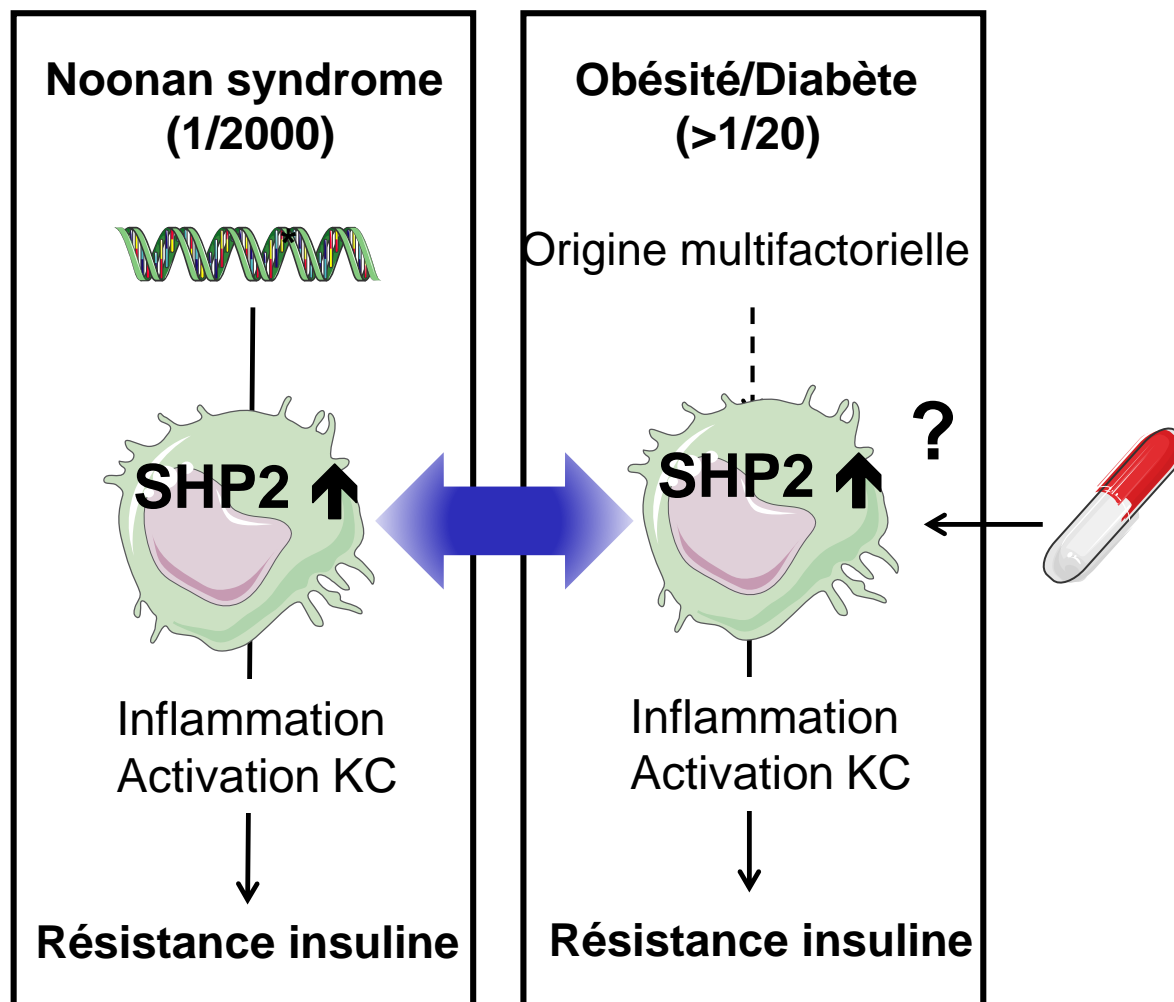 Noonan syndrome
(1/2000)
*
SHP2 🡹
Inflammation
Activation KC
Résistance insuline
Obésité/Diabète
(>1/20)
Origine multifactorielle
?
SHP2 🡹
Inflammation
Activation KC
Résistance insuline